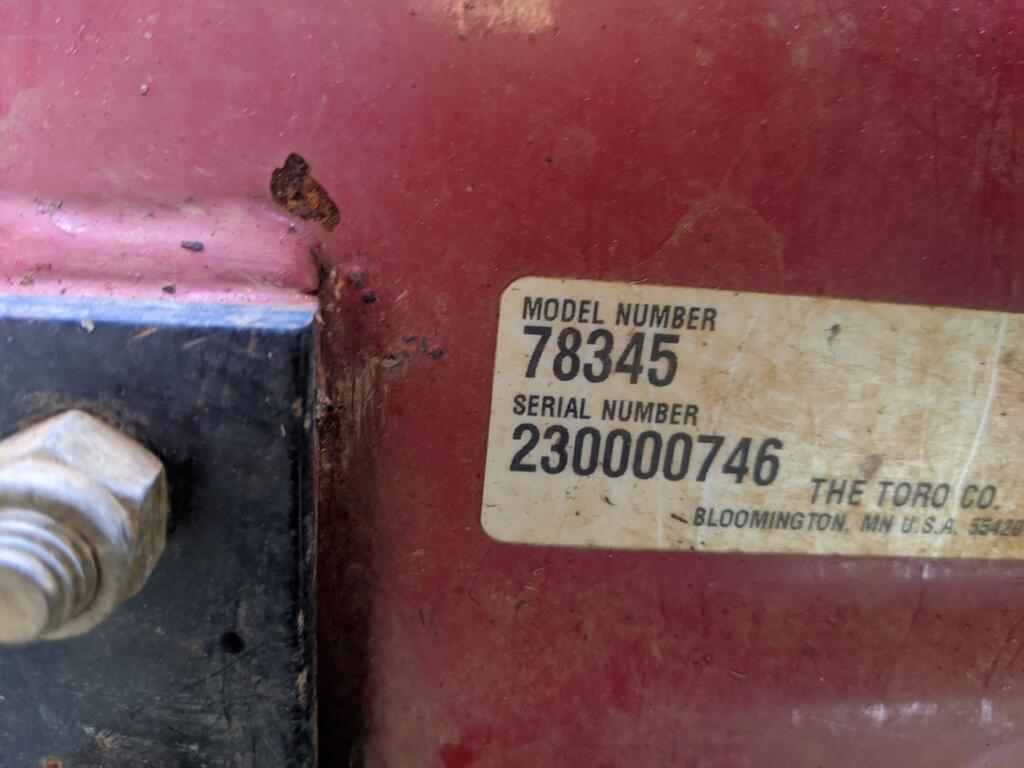 MODEL NUMBER
78345
SERIAL NUMBER
230000746
THE TORO CO.
BLOOMINGTON, MN U.S.A. 55420